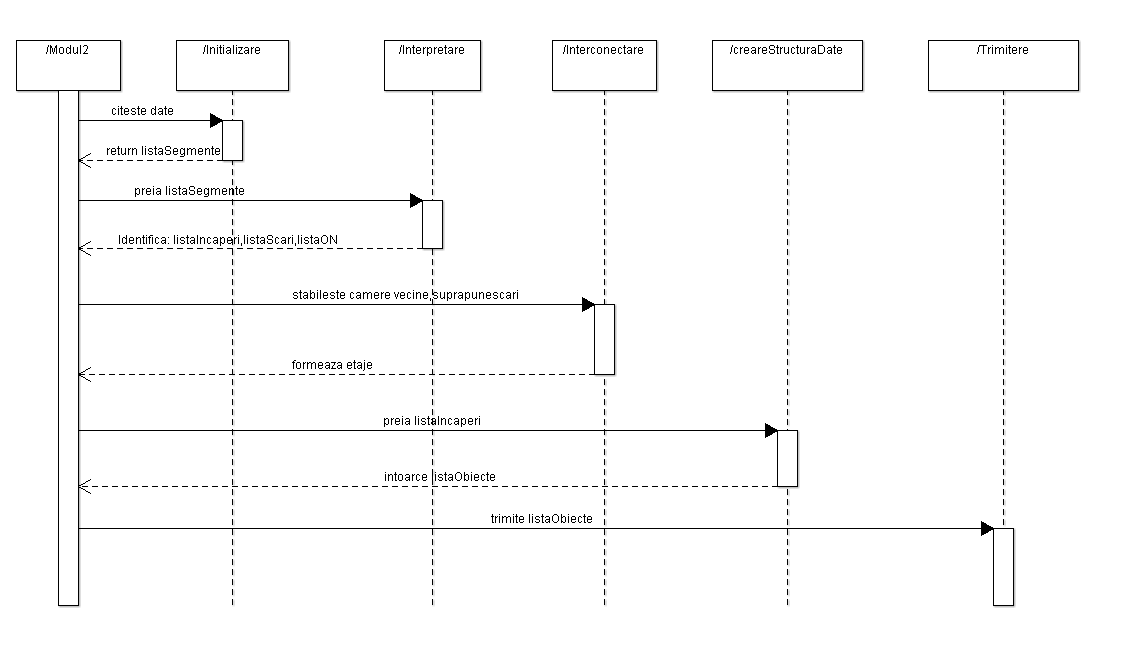 /Modul2
/Initializare
/Interpretare
/Interconectare
/creareStructuraDate
/Trimitere
citeste date
return listaSegmente
preia listaSegmente
Identifica: listaIncaperi,listaScari,listaON
stabileste camere vecine,suprapunescari
formeaza etaje
preia listaIncaperi
intoarce listaObiecte
trimite listaObiecte